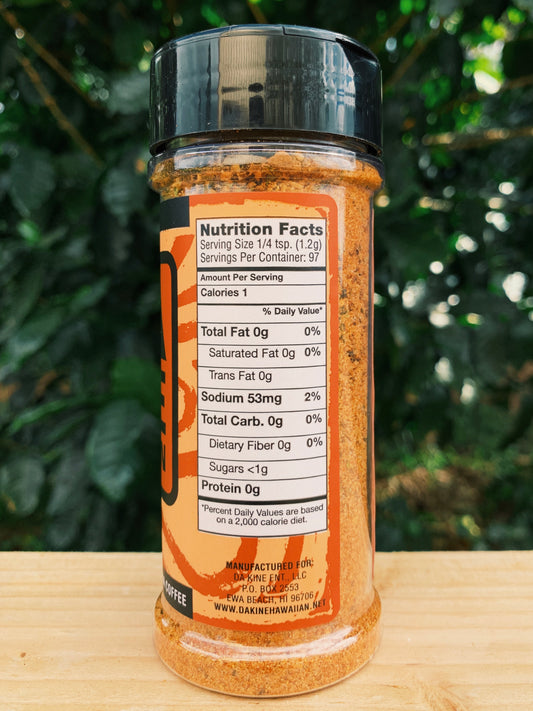 Nutrition Facts
Serving Size 1/4 tsp. (1.2g)
Servings Per Container: 97
Amount Per Serving
Calories 1
% Daily Value*
Total Fat 0g 0%
Saturated Fat 0g 0%
Trans Fat 0g
Sodium 53mg 2%
Total Carb. 0g 0%
Dietary Fiber 0g 0%
Sugars <1g
Protein 0g
*Percent Daily Values are based
on a 2,000 calorie diet.
MANUFACTURED FOR:
DA KINE ENT., LLC
P.O. BOX 2553
EWA BEACH, HI 96706
WWW.DAKINEHAWAIIAN.NET
COFFEE